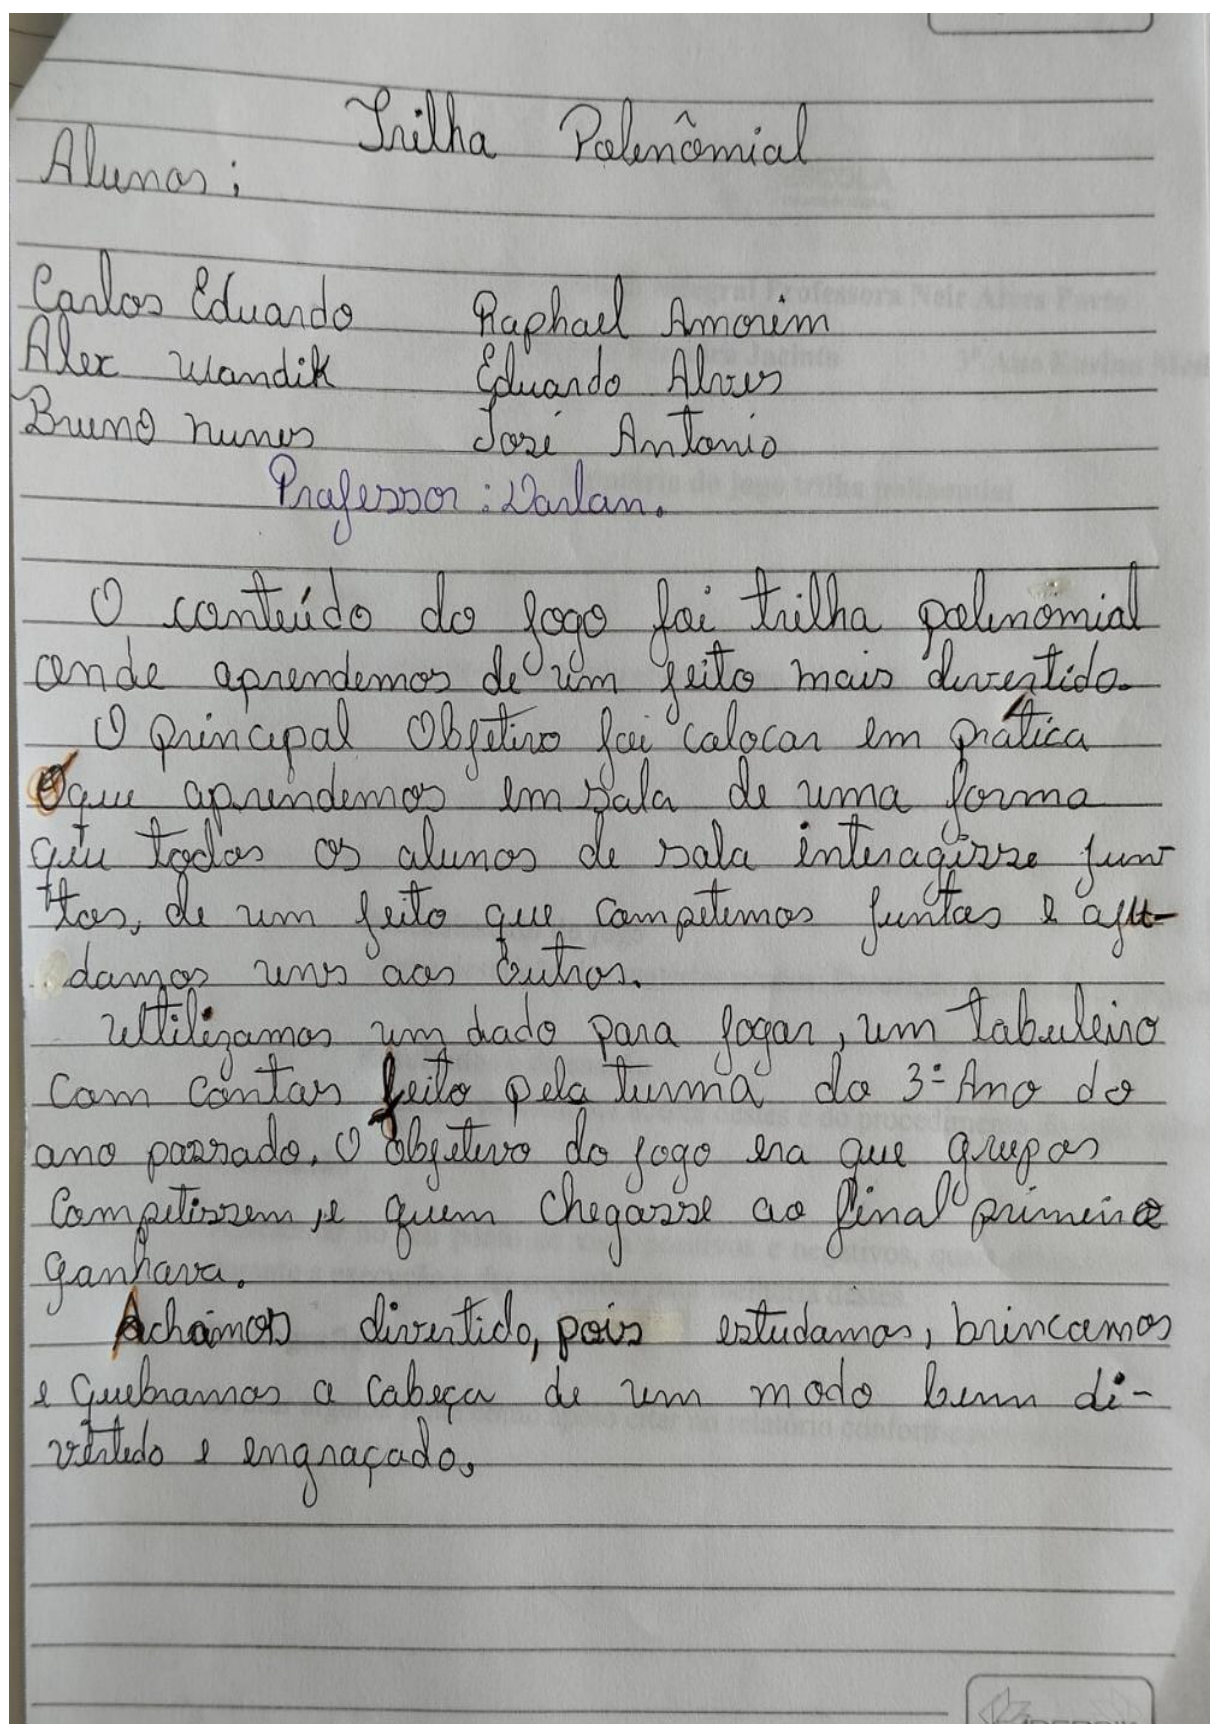 Trilha Polinômial
Alunos:
Carlos Eduardo Raphael Amorim
Alex Wandik Eduardo Alves
Bruno Nunes José Antonio
Professor: Darlan.
O conteúdo do jogo foi trilha polinomial
onde aprendemos de um jeito mais divertido.
O principal Objetivo foi colocar em prática
O que aprendemos em sala de uma forma
que todos os alunos de sala interagisse jun
tos, de um jeito que competimos juntos e aju-
damos uns aos outros.
Utilizamos um dado para jogar, um tabuleiro
com contas feito pela turma do 3º Ano do
ano passado. O objetivo do jogo era que grupos
Competissem, e quem chegasse ao final primeiro
ganhava.
Achamos divertido, pois estudamos, brincamos
e quebramos a cabeça de um modo bem di-
vertido e engraçado.